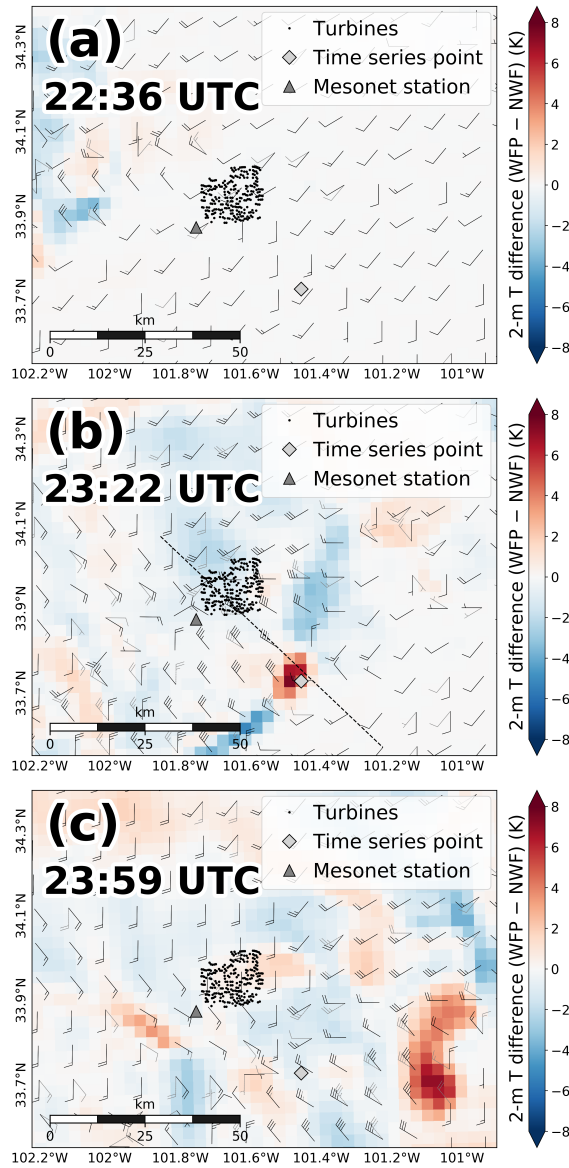 (a)
22:36 UTC
Turbines
Time series point
Mesonet station
34.3°N
34.1°N
33.9°N
33.7°N
km
0 25 50
102.2°W 102°W 101.8°W 101.6°W 101.4°W 101.2°W 101°W
8
6
4
2
0
−2
−4
−6
−8
2-m T difference (WFP − NWF) (K)
(b)
23:22 UTC
Turbines
Time series point
Mesonet station
34.3°N
34.1°N
33.9°N
33.7°N
km
0 25 50
102.2°W 102°W 101.8°W 101.6°W 101.4°W 101.2°W 101°W
8
6
4
2
0
−2
−4
−6
−8
2-m T difference (WFP − NWF) (K)
(c)
23:59 UTC
Turbines
Time series point
Mesonet station
34.3°N
34.1°N
33.9°N
33.7°N
km
0 25 50
102.2°W 102°W 101.8°W 101.6°W 101.4°W 101.2°W 101°W
8
6
4
2
0
−2
−4
−6
−8
2-m T difference (WFP − NWF) (K)